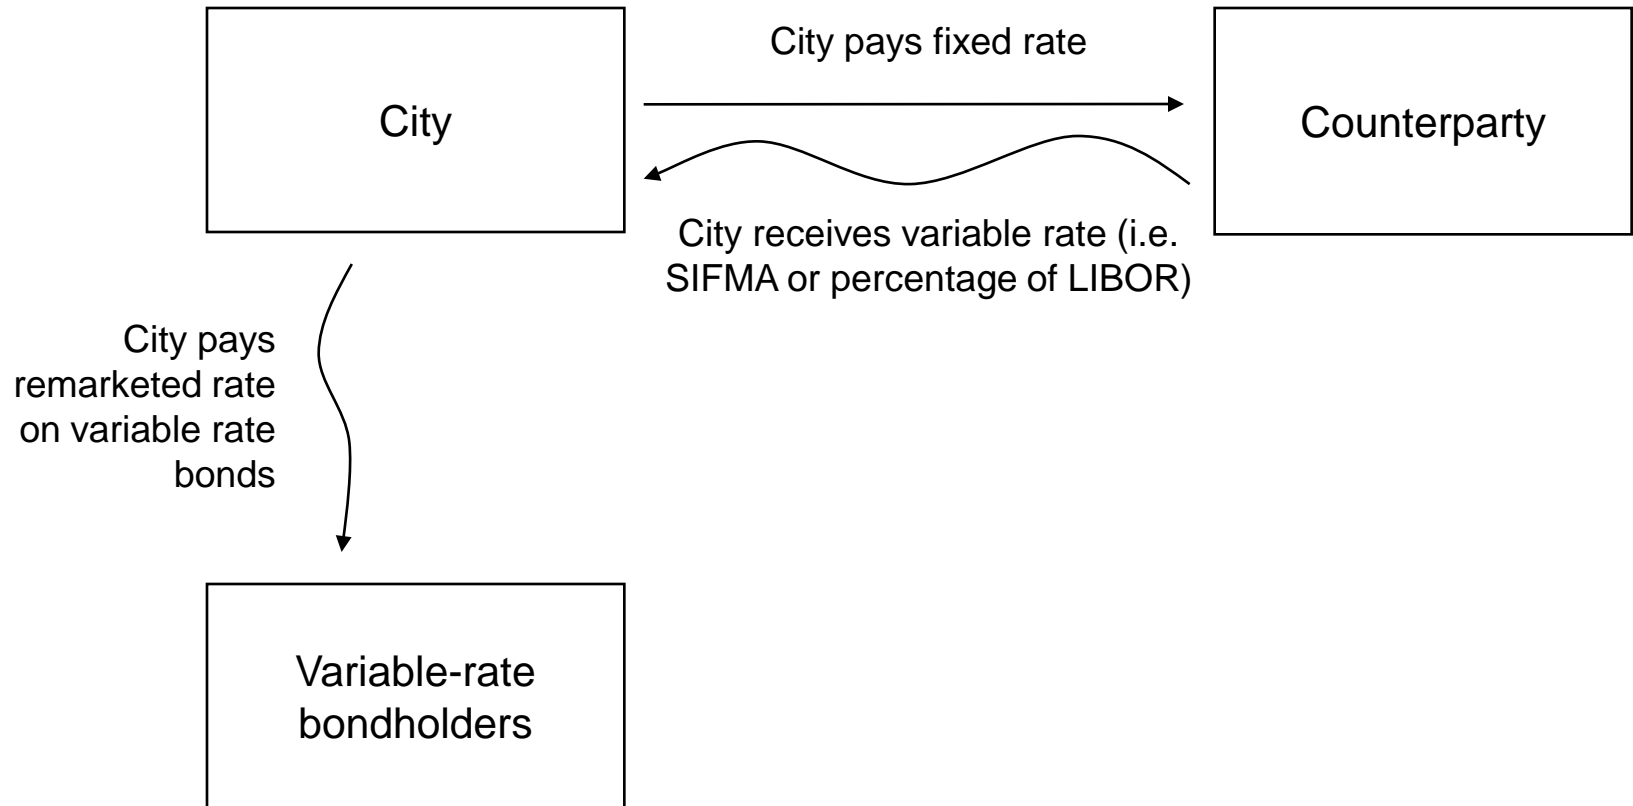 City pays fixed rate
City
Counterparty
City receives variable rate (i.e.
SIFMA or percentage of LIBOR)
City pays
remarketed rate
on variable rate
bonds
Variable-rate
bondholders